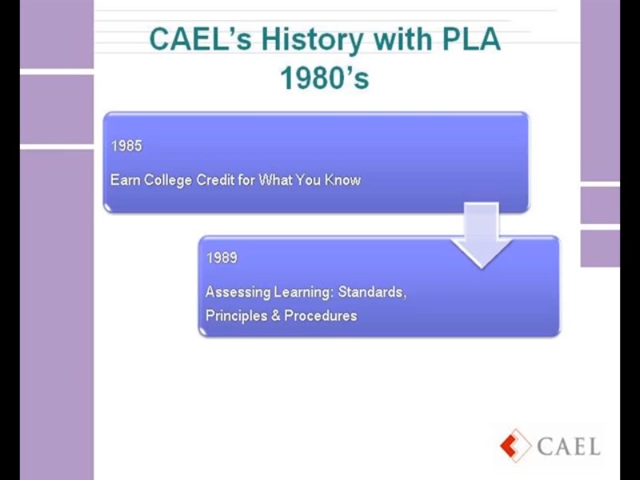 CAEL's History with PLA
1980's
1985
Earn College Credit for What You Know
1989
Assessing Learning: Standards,
Principles & Procedures
CAEL